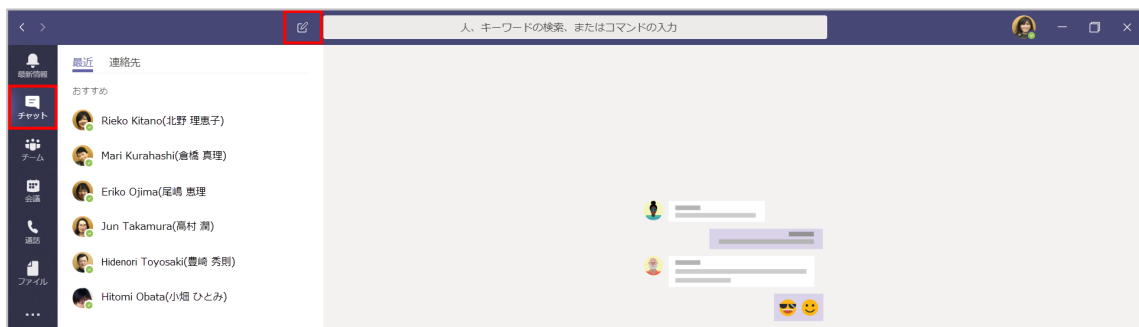 人、キーワードの検索、またはコマンドの入力
最新情報
チャット
チーム
会議
通話
ファイル
最近 連絡先
おすすめ
Rieko Kitano(北野 理恵子)
Mari Kurahashi(倉橋 真理)
Eriko Ojima(尾嶋 恵理
Jun Takamura(高村 潤)
Hidenori Toyosaki(豊崎 秀則)
Hitomi Obata(小畑 ひとみ)